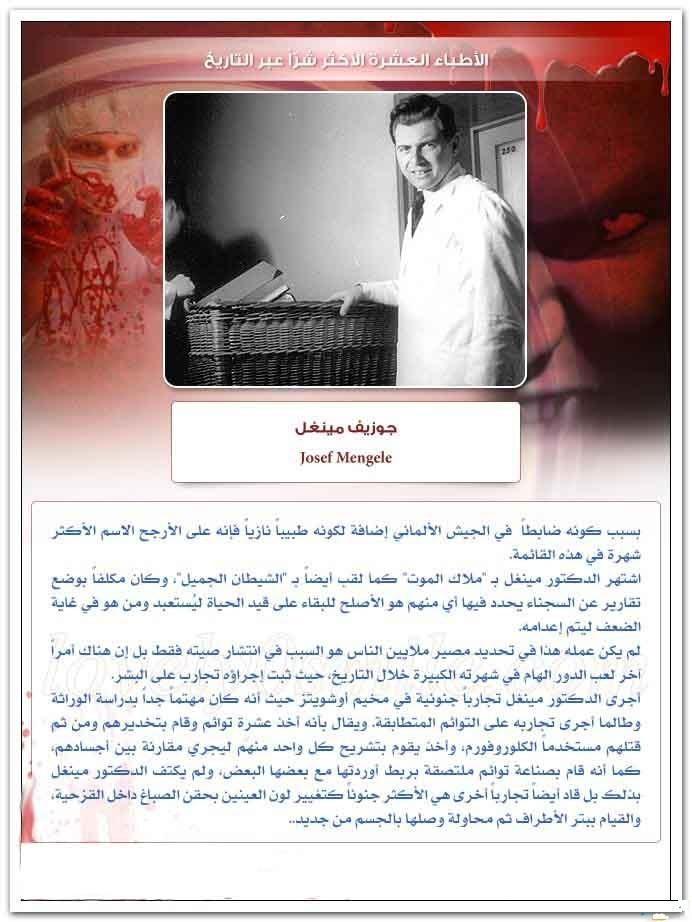 الأطباء العشرة الأكثر شرّاً عبر التاريخ
250
جوزيف مينغل
Josef Mengele
بسبب كونه ضابطاً في الجيش الألماني إضافة لكونه طبيباً نازياً فإنه على الأرجح الاسم الأكثر
شهرة في هذه القائمة.
اشتهر الدكتور مينغل بـ "ملاك الموت" كما لقب أيضاً بـ "الشيطان الجميل"، وكان مكلفاً بوضع
تقارير عن السجناء يحدد فيها أي منهم هو الأصلح للبقاء على قيد الحياة ليُستعبد ومن هو في غاية
الضعف ليتم إعدامه.
لم يكن عمله هذا في تحديد مصير ملايين الناس هو السبب في انتشار صيته فقط بل إن هناك أمراً
آخر لعب الدور الهام في شهرته الكبيرة خلال التاريخ، حيث ثبت إجراؤه تجارب على البشر.
أجرى الدكتور مينغل تجارباً جنونية في مخيم أوشويتز حيث أنه كان مهتماً جداً بدراسة الوراثة
وطالما أجرى تجاربه على التوائم المتطابقة. ويقال بأنه أخذ عشرة توائم وقام بتخديرهم ومن ثم
قتلهم مستخدماً الكلوروفورم، وأخذ يقوم بتشريح كل واحد منهم ليجري مقارنة بين أجسادهم،
كما أنه قام بصناعة توائم ملتصقة بربط أوردتها مع بعضها البعض، ولم يكتف الدكتور مينغل
بذلك بل قاد أيضاً تجارباً أخرى هي الأكثر جنوناً كتغيير لون العينين بحقن الصباغ داخل القزحية،
والقيام ببتر الأطراف ثم محاولة وصلها بالجسم من جديد..